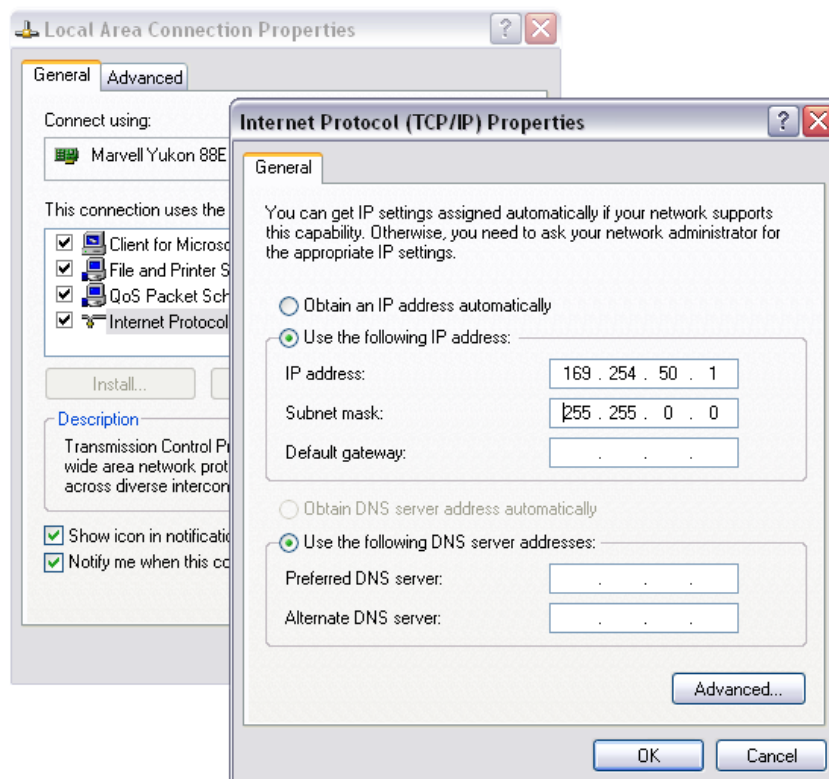 Local Area Connection Properties
General Advanced
Connect using:
Marvell Yukon 88E
This connection uses the
Client for Microso
File and Printer S
QoS Packet Sch
Internet Protocol
Install...
Description
Transmission Control Pr
wide area network prot
across diverse intercon
Show icon in notificatio
Notify me when this co
Internet Protocol (TCP/IP) Properties
General
You can get IP settings assigned automatically if your network supports
this capability. Otherwise, you need to ask your network administrator for
the appropriate IP settings.
Obtain an IP address automatically
Use the following IP address:
IP address: 169 . 254 . 50 . 1
Subnet mask: 255 . 255 . 0 . 0
Default gateway: . . .
Obtain DNS server address automatically
Use the following DNS server addresses:
Preferred DNS server: . . .
Alternate DNS server: . . .
Advanced...
OK Cancel